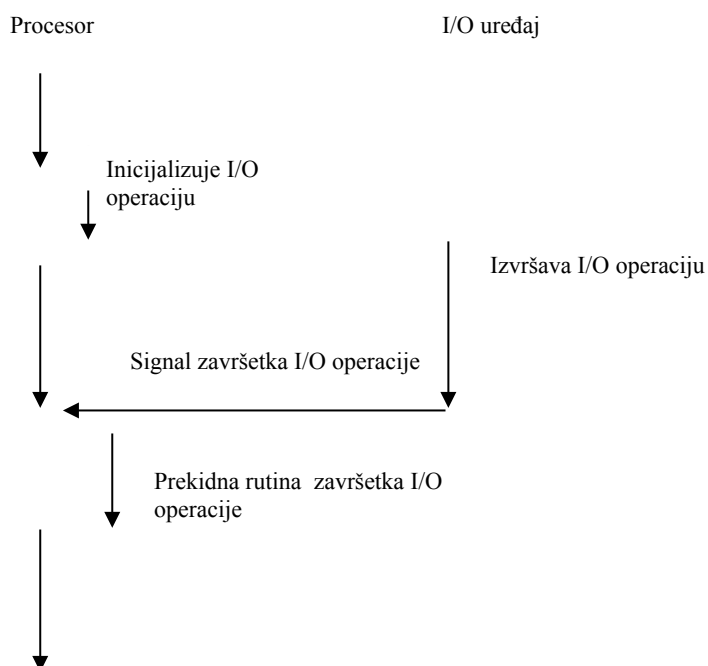 Procesor
I/O uređaj
Inicijalizuje I/O
operaciju
Izvršava I/O operaciju
Signal završetka I/O operacije
Prekidna rutina završetka I/O
operacije